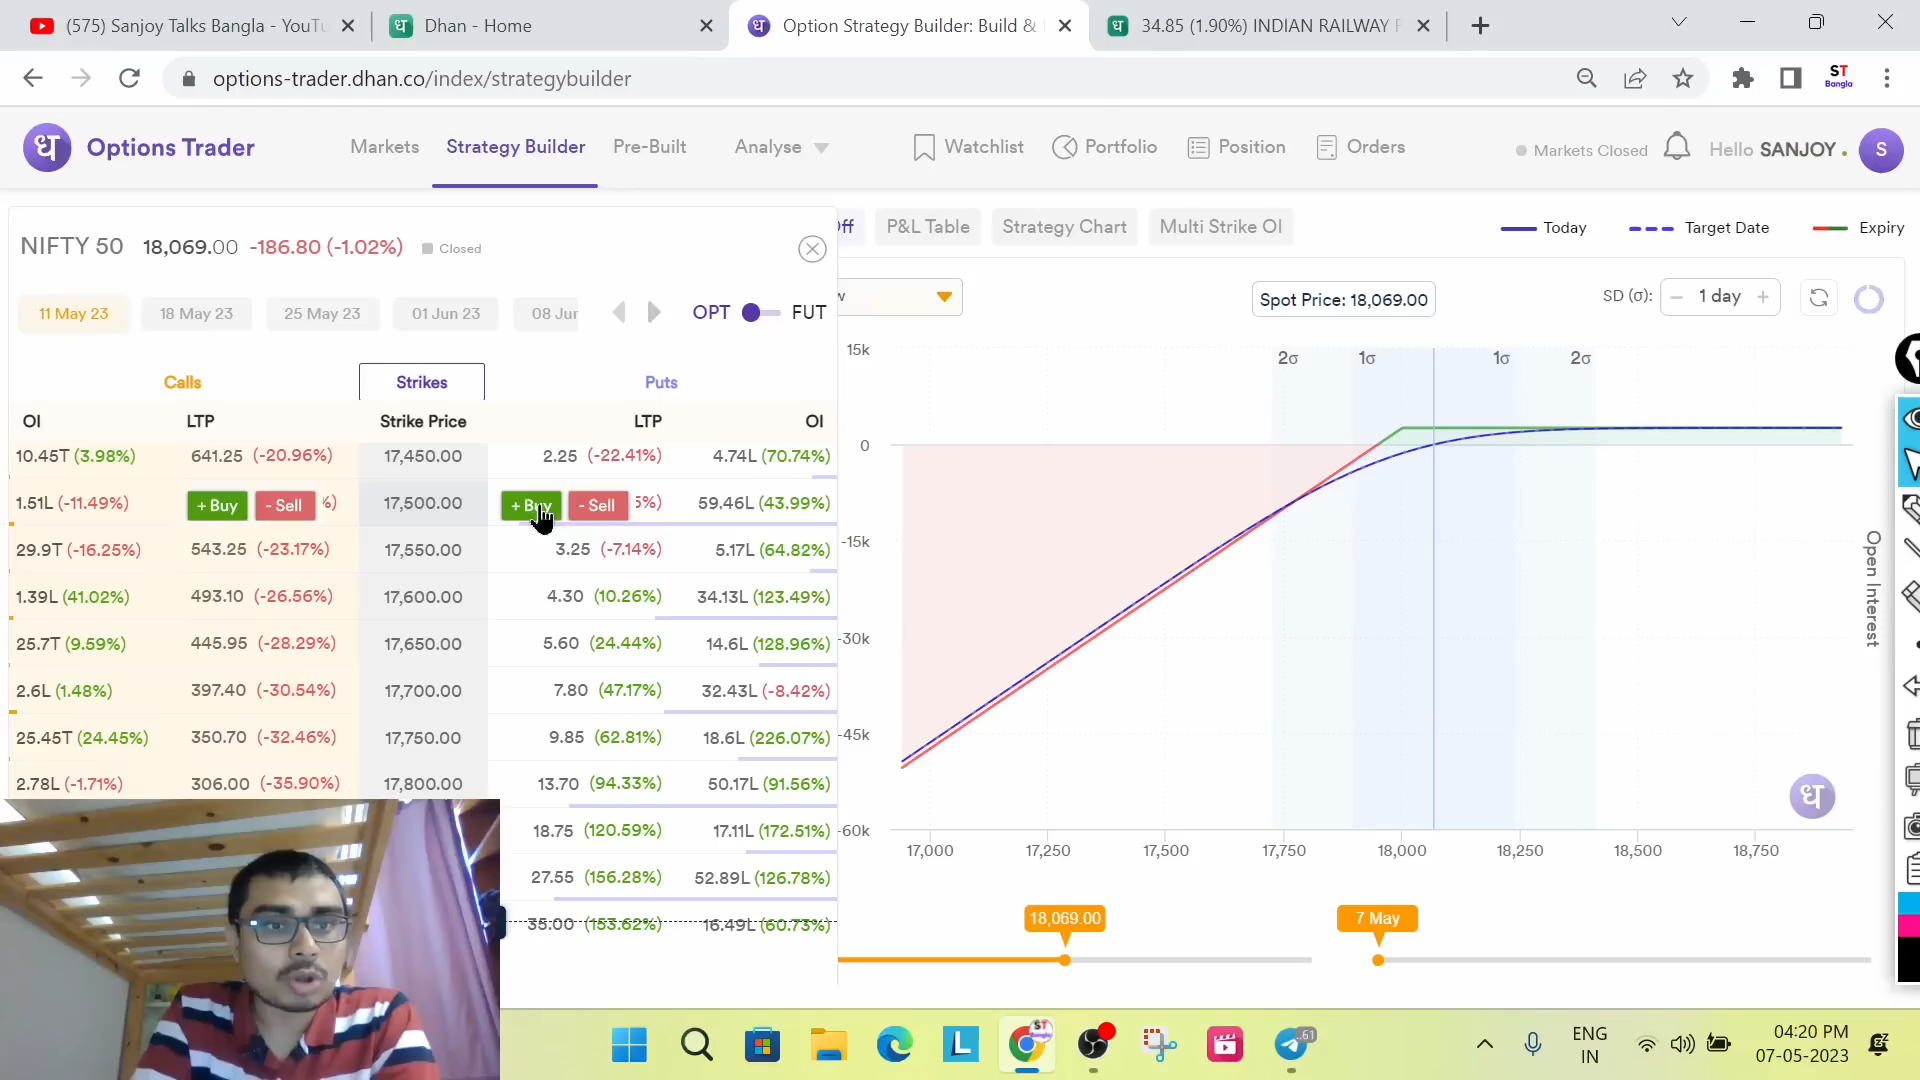 (575) Sanjoy Talks Bangla - YouTu
Dhan - Home
Option Strategy Builder: Build &
34.85 (1.90%) INDIAN RAILWAY F
options-trader.dhan.co/index/strategybuilder
ST
Bangla
ध Options Trader
Markets
Strategy Builder
Pre-Built
Analyse
Watchlist
Portfolio
Position
Orders
Markets Closed
Hello SANJOY .
S
NIFTY 50 18,069.00 -186.80 (-1.02%) Closed
ff
P&L Table
Strategy Chart
Multi Strike OI
Today
Target Date
Expiry
11 May 23 18 May 23 25 May 23 01 Jun 23 08 Jun
OPT FUT
w
Spot Price: 18,069.00
SD (σ): − 1 day +
Calls Strikes Puts
OI LTP Strike Price LTP OI
10.45T (3.98%) 641.25 (-20.96%) 17,450.00 2.25 (-22.41%) 4.74L (70.74%)
1.51L (-11.49%) + Buy - Sell %) 17,500.00 + Buy - Sell 5%) 59.46L (43.99%)
29.9T (-16.25%) 543.25 (-23.17%) 17,550.00 3.25 (-7.14%) 5.17L (64.82%)
1.39L (41.02%) 493.10 (-26.56%) 17,600.00 4.30 (10.26%) 34.13L (123.49%)
25.7T (9.59%) 445.95 (-28.29%) 17,650.00 5.60 (24.44%) 14.6L (128.96%)
2.6L (1.48%) 397.40 (-30.54%) 17,700.00 7.80 (47.17%) 32.43L (-8.42%)
25.45T (24.45%) 350.70 (-32.46%) 17,750.00 9.85 (62.81%) 18.6L (226.07%)
2.78L (-1.71%) 306.00 (-35.90%) 17,800.00 13.70 (94.33%) 50.17L (91.56%)
18.75 (120.59%) 17.11L (172.51%)
27.55 (156.28%) 52.89L (126.78%)
35.00 (153.62%) 16.49L (60.73%)
2σ 1σ 1σ 2σ
15k
0
-15k
-30k
-45k
-60k
17,000 17,250 17,500 17,750 18,000 18,250 18,500 18,750
Open Interest
ध
18,069.00
7 May
L
ST
61
ENG
IN
04:20 PM
07-05-2023